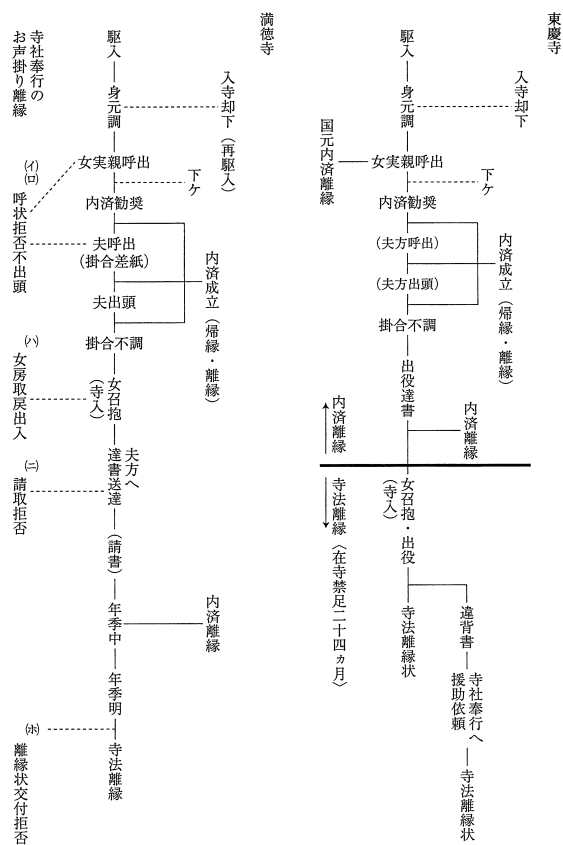 東慶寺
入寺却下
駆入
身元調
女実親呼出
国元内済離縁
下ケ
内済勧奨
(夫方呼出)
(夫方出頭)
内済成立(帰縁・離縁)
掛合不調
出役達書
内済離縁
内済離縁
寺法離縁〈在寺禁足二十四ヵ月〉
女召抱・出役
(寺入)
寺法離縁状
違背書
寺社奉行へ
援助依頼
寺法離縁状
満徳寺
入寺却下(再駆入)
駆入
身元調
女実親呼出
下ケ
内済勧奨
夫呼出
(掛合差紙)
夫出頭
内済成立(帰縁・離縁)
掛合不調
女召抱
(寺入)
夫方へ
達書送達
(請書)
年季中
内済離縁
年季明
寺法離縁
寺社奉行の
お声掛り離縁
(イ)
(ロ)
呼状拒否不出頭
(ハ)
女房取戻出入
(ニ)
請取拒否
(ホ)
離縁状交付拒否